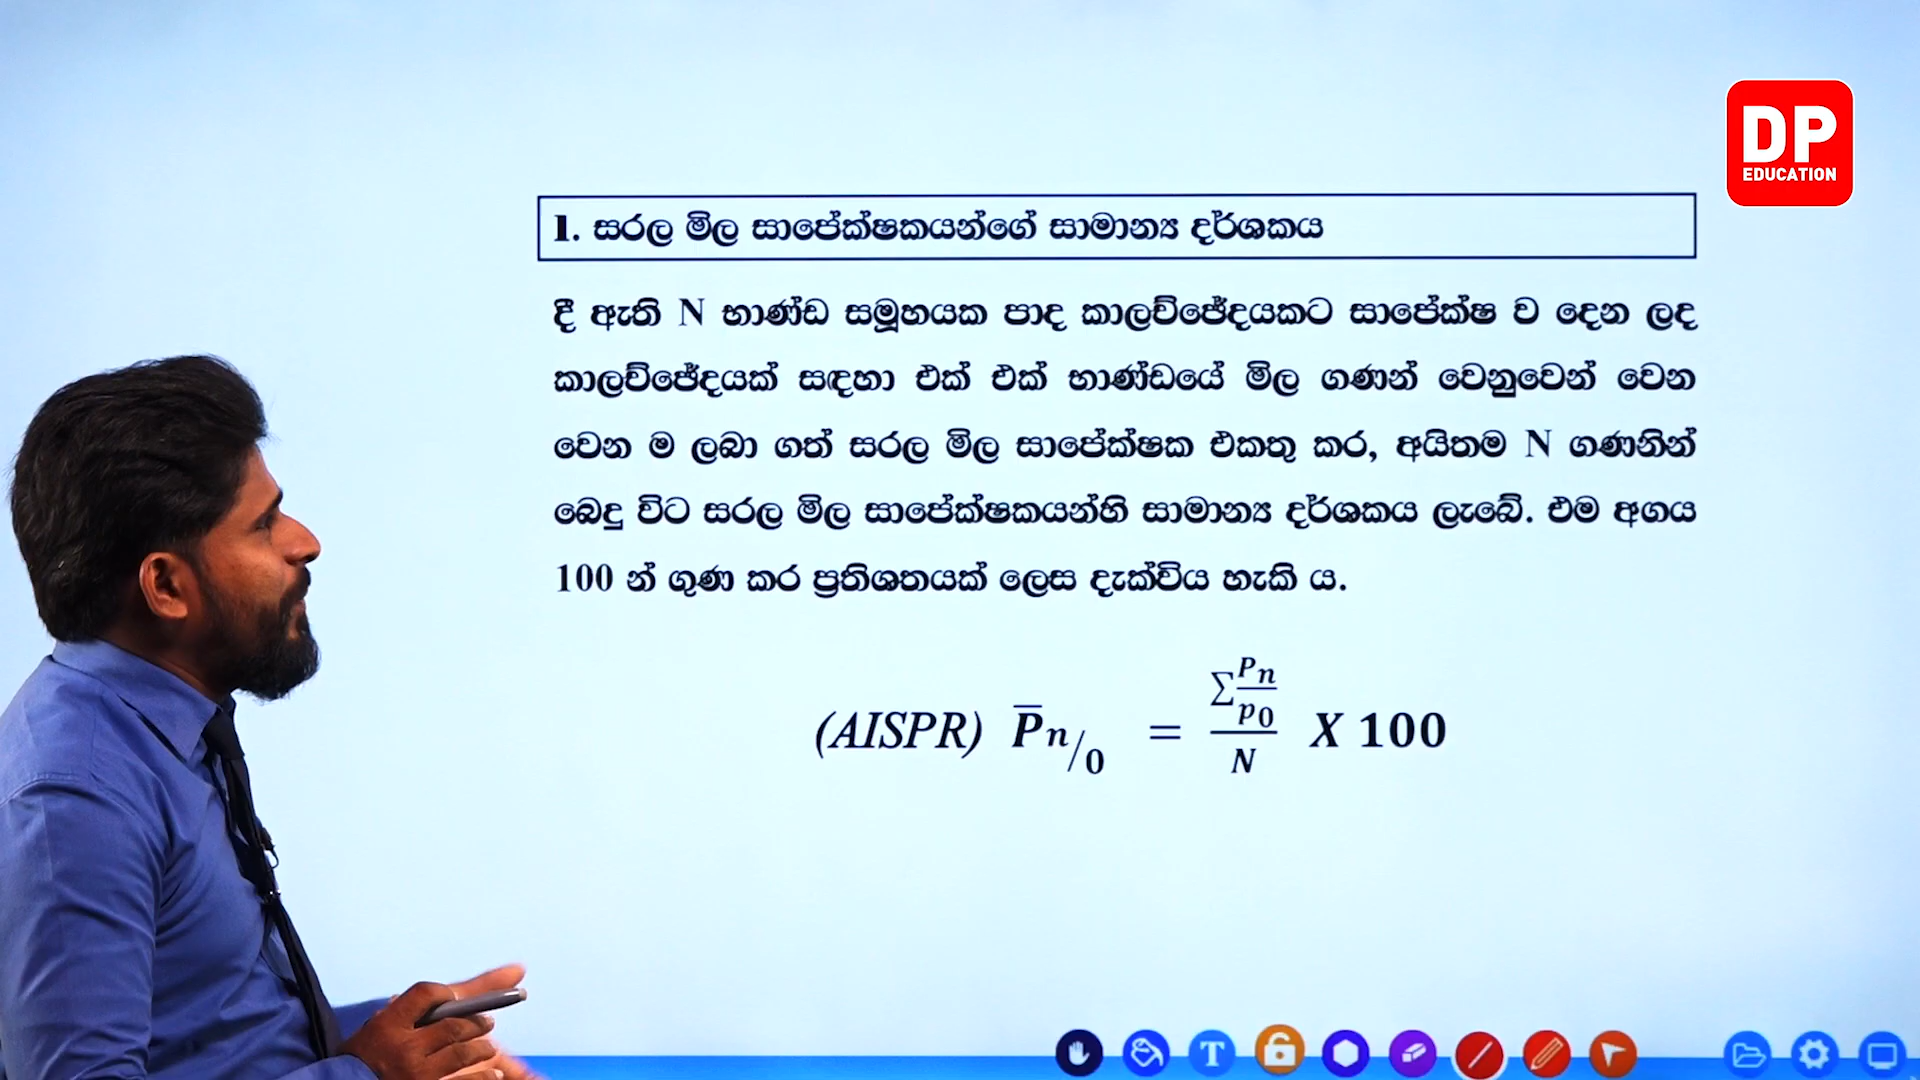 DP
EDUCATION
1. සරල මිල සාපේක්ෂකයන්ගේ සාමාන්‍ය දර්ශකය
දී ඇති N භාණ්ඩ සමූහයක පාද කාලච්ඡේදයකට සාපේක්ෂ ව දෙන ලද
කාලච්ඡේදයක් සඳහා එක් එක් භාණ්ඩයේ මිල ගණන් වෙනුවෙන් වෙන
වෙන ම ලබා ගත් සරල මිල සාපේක්ෂක එකතු කර, අයිතම N ගණනින්
බෙදූ විට සරල මිල සාපේක්ෂකයන්හි සාමාන්‍ය දර්ශකය ලැබේ. එම අගය
100 න් ගුණ කර ප්‍රතිශතයක් ලෙස දැක්විය හැකි ය.
(AISPR) P̅n/0 = (∑ Pn/p0)/N X 100
T